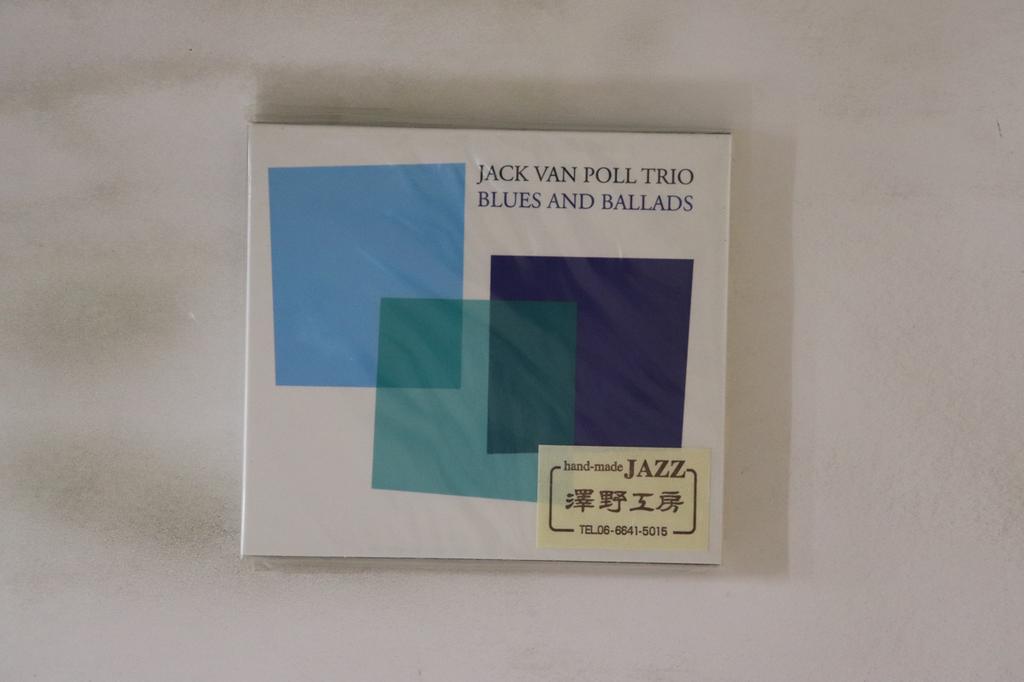 JACK VAN POLL TRIO
BLUES AND BALLADS
hand-made JAZZ
澤野工房
TEL.06-6641-5015